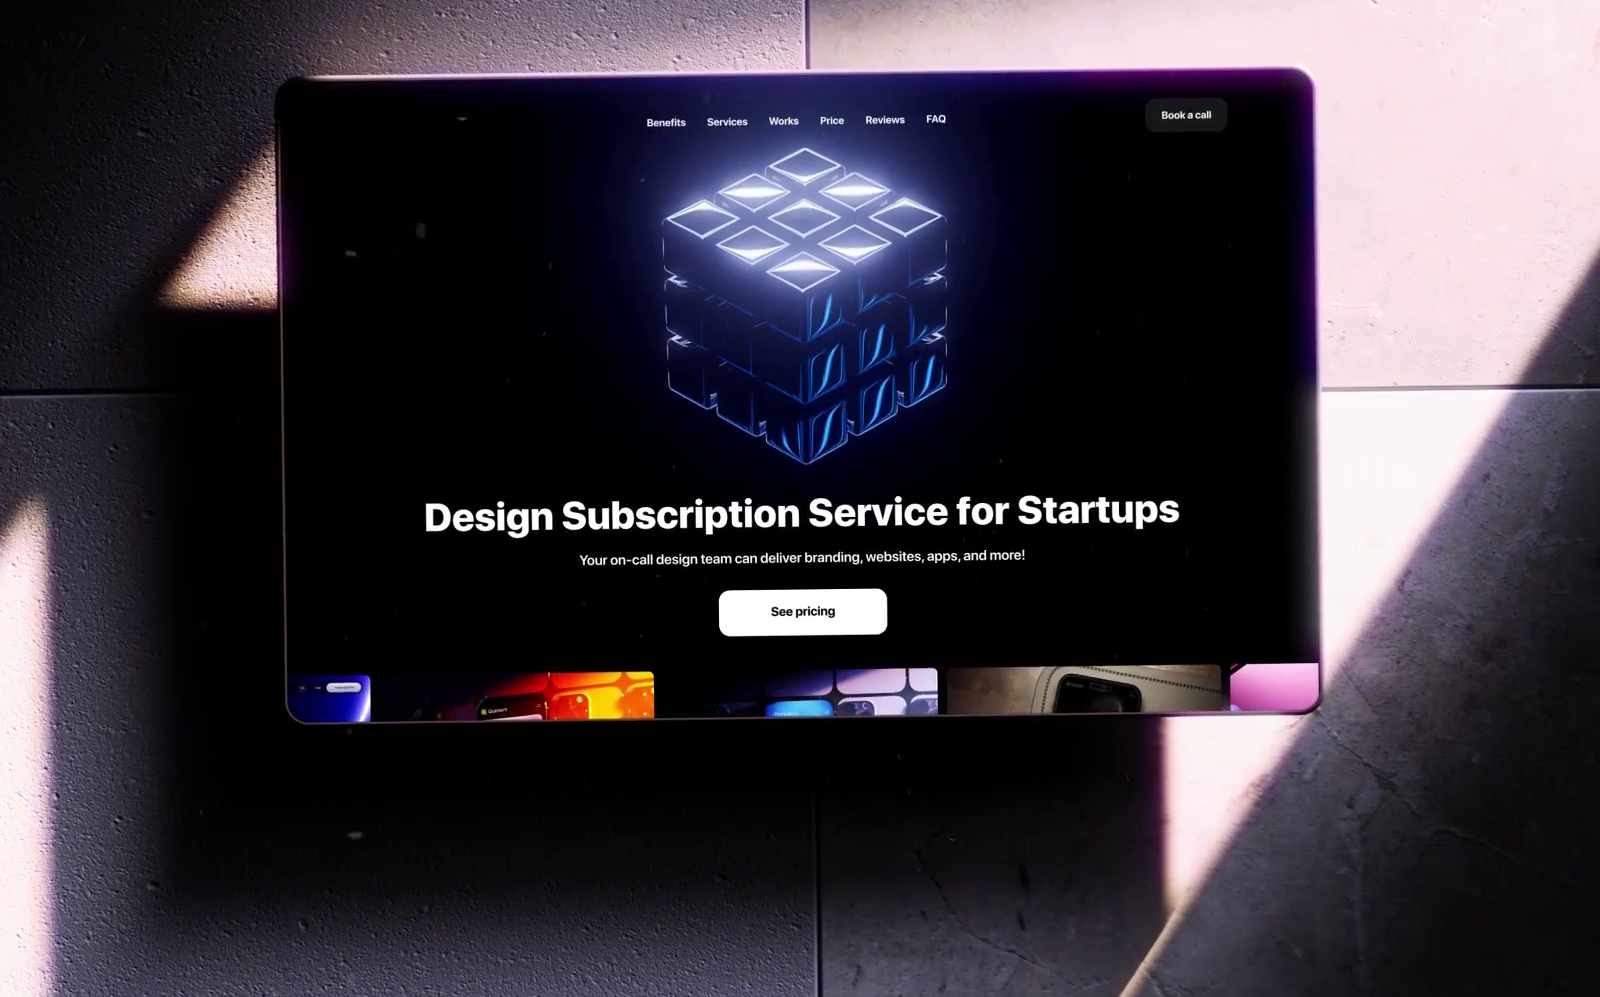 Benefits Services Works Price Reviews FAQ
Book a call
Design Subscription Service for Startups
Your on-call design team can deliver branding, websites, apps, and more!
See pricing
Quantum